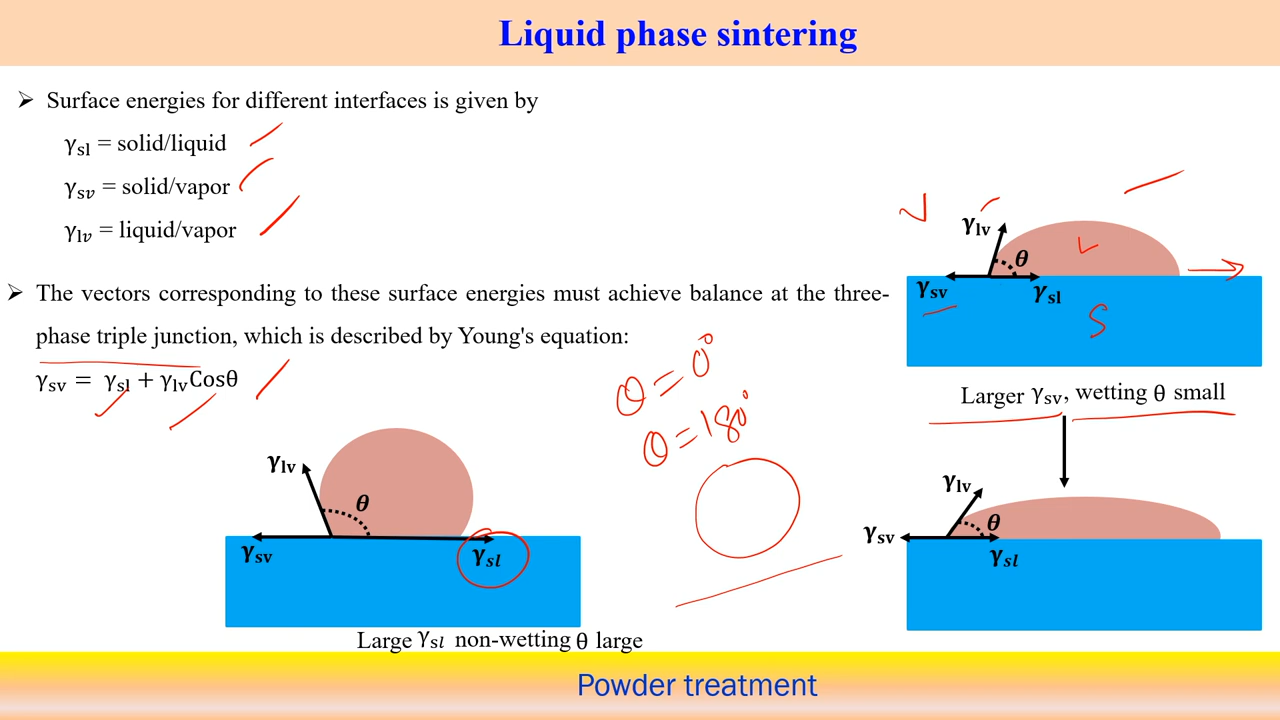 Liquid phase sintering
➢ Surface energies for different interfaces is given by
γsl = solid/liquid
γsv = solid/vapor
γlv = liquid/vapor
➢ The vectors corresponding to these surface energies must achieve balance at the three-
phase triple junction, which is described by Young's equation:
γsv = γsl + γlvCosθ
θ = 0°
θ = 180°
γlv
θ
γsv
γsl
Large γsl non-wetting θ large
V
γlv
L
θ
γsv
γsl
S
Larger γsv, wetting θ small
γlv
θ
γsv
γsl
Powder treatment